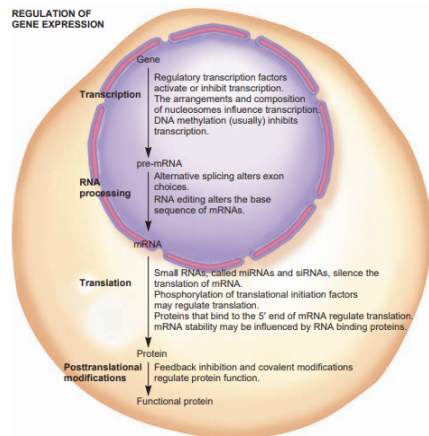 REGULATION OF
GENE EXPRESSION
Gene
Transcription
Regulatory transcription factors
activate or inhibit transcription.
The arrangements and composition
of nucleosomes influence transcription.
DNA methylation (usually) inhibits
transcription.
pre-mRNA
RNA
processing
Alternative splicing alters exon
choices.
RNA editing alters the base
sequence of mRNAs.
mRNA
Translation
Small RNAs, called miRNAs and siRNAs, silence the
translation of mRNA.
Phosphorylation of translational initiation factors
may regulate translation.
Proteins that bind to the 5′ end of mRNA regulate translation.
mRNA stability may be influenced by RNA binding proteins.
Protein
Posttranslational
modifications
Feedback inhibition and covalent modifications
regulate protein function.
Functional protein